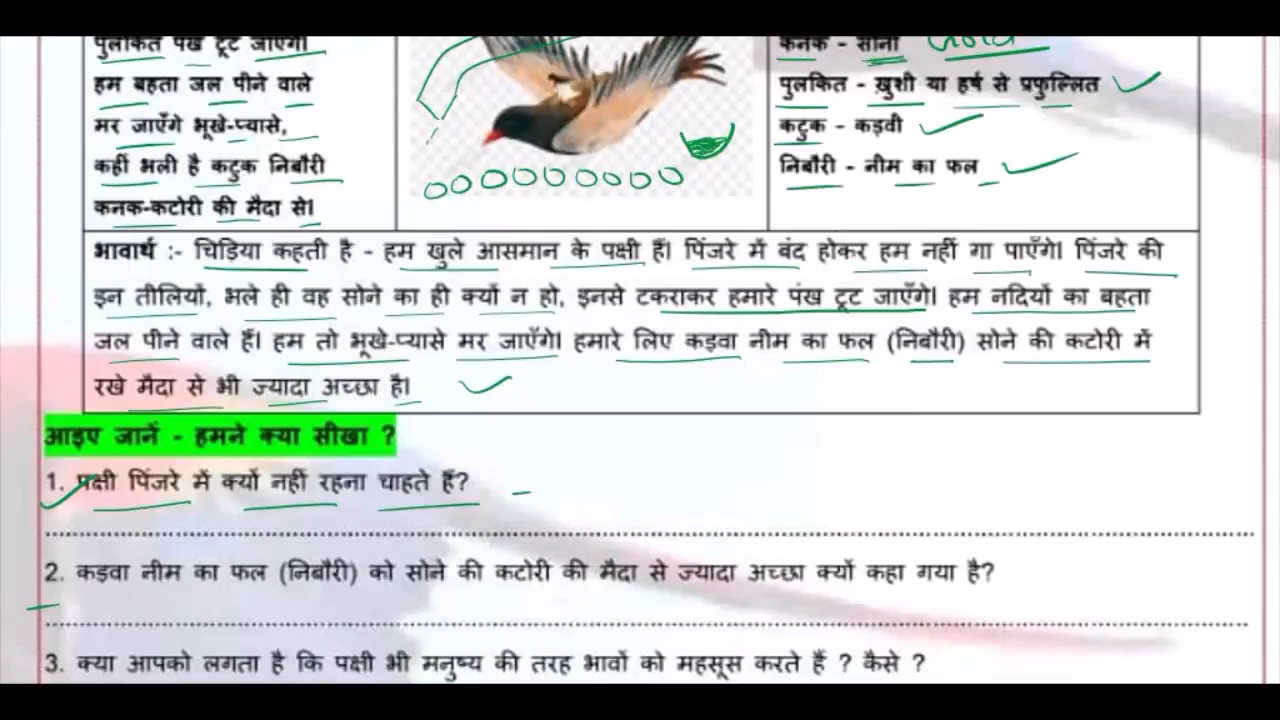 पुलकित पंख टूट जाएँगे।
हम बहता जल पीने वाले
मर जाएँगे भूखे-प्यासे,
कहीं भली है कटुक निबौरी
कनक-कटोरी की मैदा से।
कनक - सोना
पुलकित - ख़ुशी या हर्ष से प्रफुल्लित
कटुक - कड़वी
निबौरी - नीम का फल
भावार्थ :- चिड़िया कहती है - हम खुले आसमान के पक्षी हैं। पिंजरे में बंद होकर हम नहीं गा पाएँगे। पिंजरे की
इन तीलियों, भले ही वह सोने का ही क्यों न हो, इनसे टकराकर हमारे पंख टूट जाएँगे। हम नदियों का बहता
जल पीने वाले हैं। हम तो भूखे-प्यासे मर जाएँगे। हमारे लिए कड़वा नीम का फल (निबौरी) सोने की कटोरी में
रखे मैदा से भी ज्यादा अच्छा है।
आइए जानें - हमने क्या सीखा ?
1. पक्षी पिंजरे में क्यों नहीं रहना चाहते हैं?
2. कड़वा नीम का फल (निबौरी) को सोने की कटोरी की मैदा से ज्यादा अच्छा क्यों कहा गया है?
3. क्या आपको लगता है कि पक्षी भी मनुष्य की तरह भावों को महसूस करते हैं ? कैसे ?